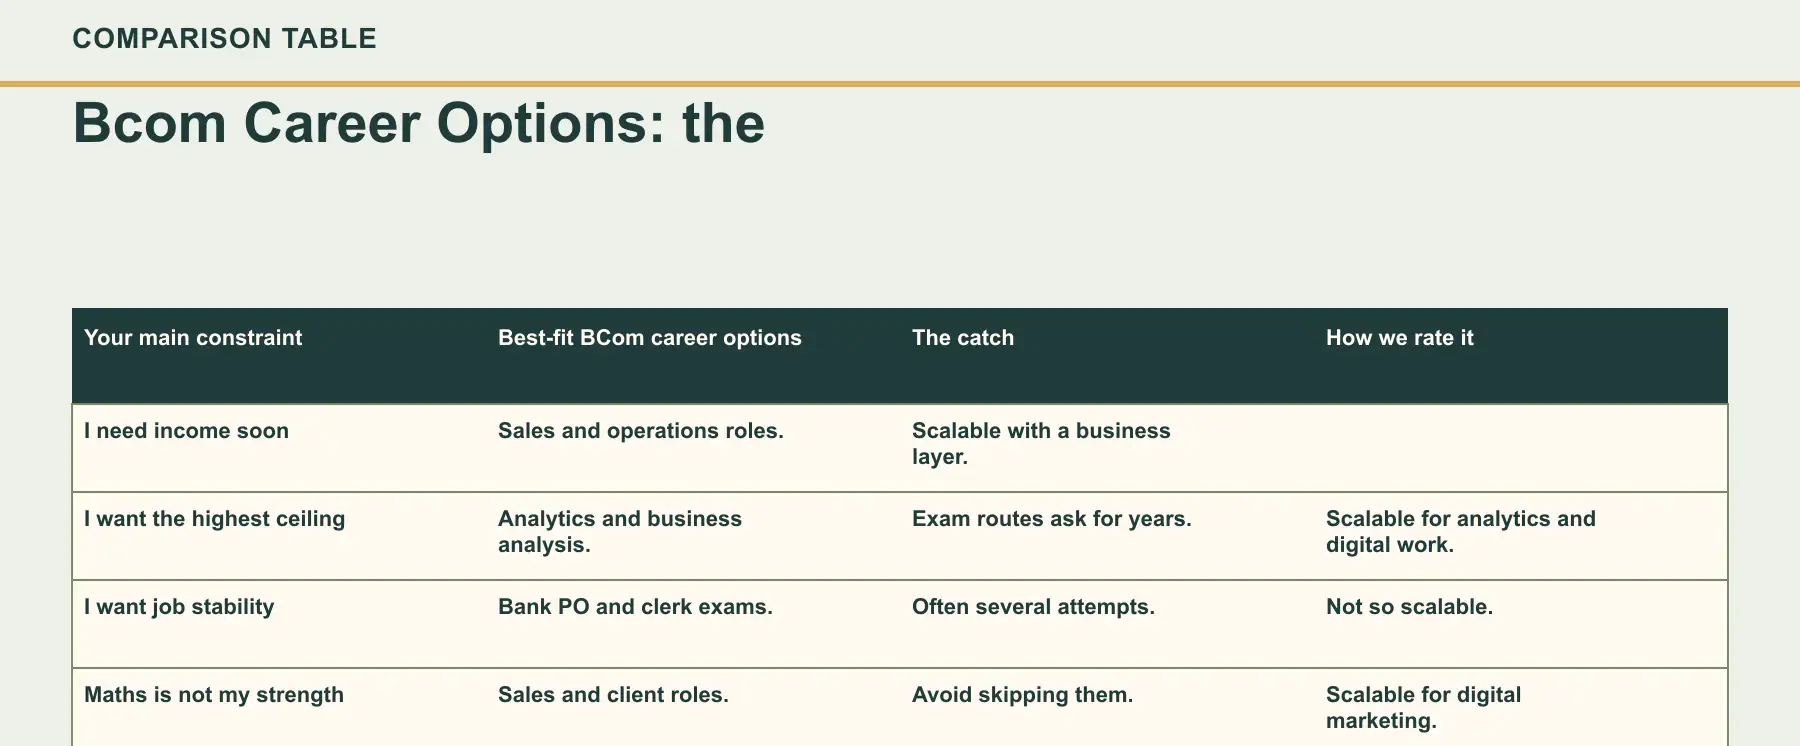 COMPARISON TABLE
Bcom Career Options: the
Your main constraint
Best-fit BCom career options
The catch
How we rate it
I need income soon
Sales and operations roles.
Scalable with a business
layer.
I want the highest ceiling
Analytics and business
analysis.
Exam routes ask for years.
Scalable for analytics and
digital work.
I want job stability
Bank PO and clerk exams.
Often several attempts.
Not so scalable.
Maths is not my strength
Sales and client roles.
Avoid skipping them.
Scalable for digital
marketing.